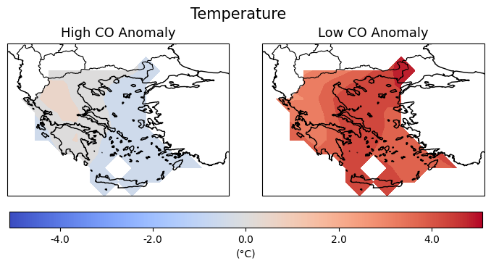 Temperature
High CO Anomaly
Low CO Anomaly
-4.0 -2.0 0.0 2.0 4.0
(°C)